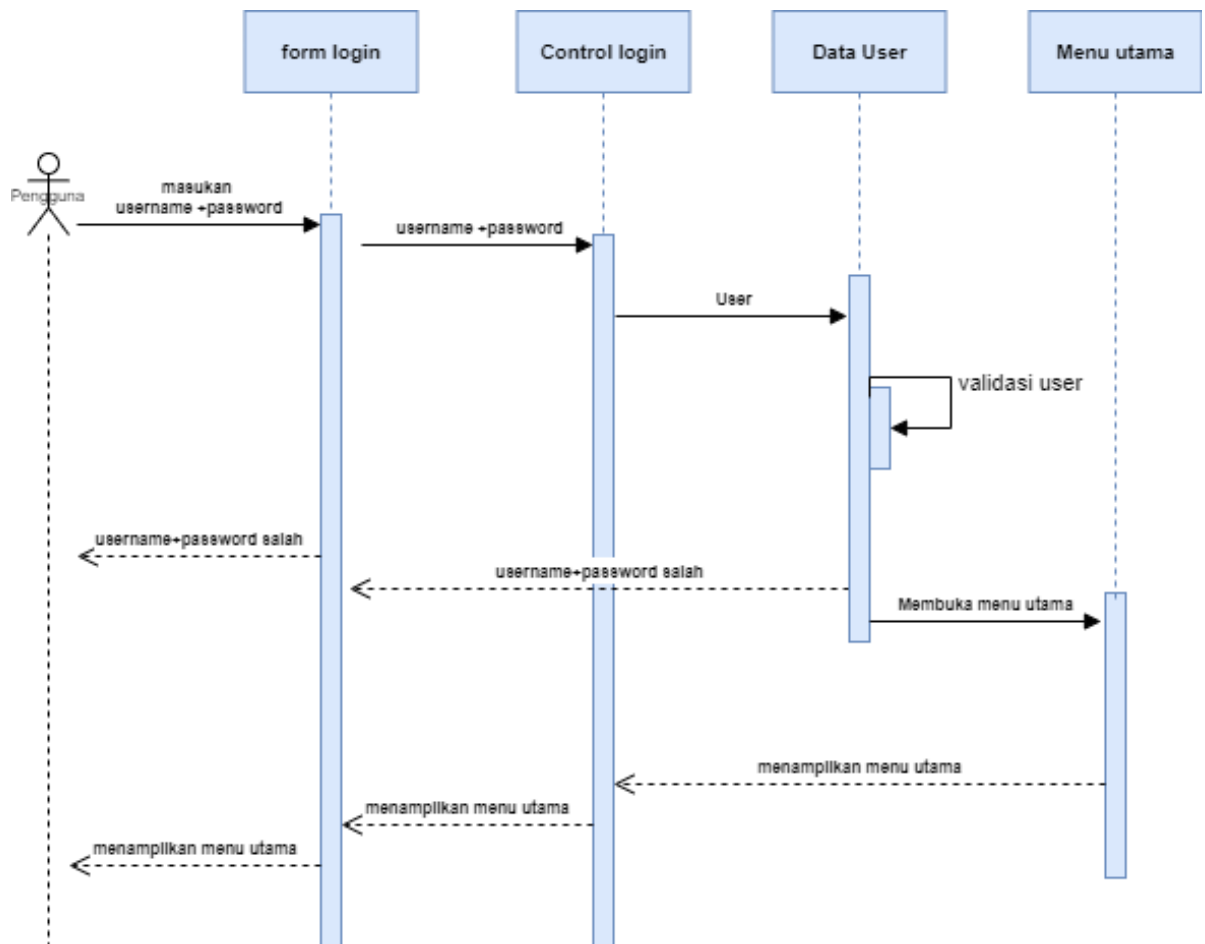 form login
Control login
Data User
Menu utama
Pengguna
masukan
username +password
username +password
User
validasi user
username+password salah
username+password salah
Membuka menu utama
menampilkan menu utama
menampilkan menu utama
menampilkan menu utama